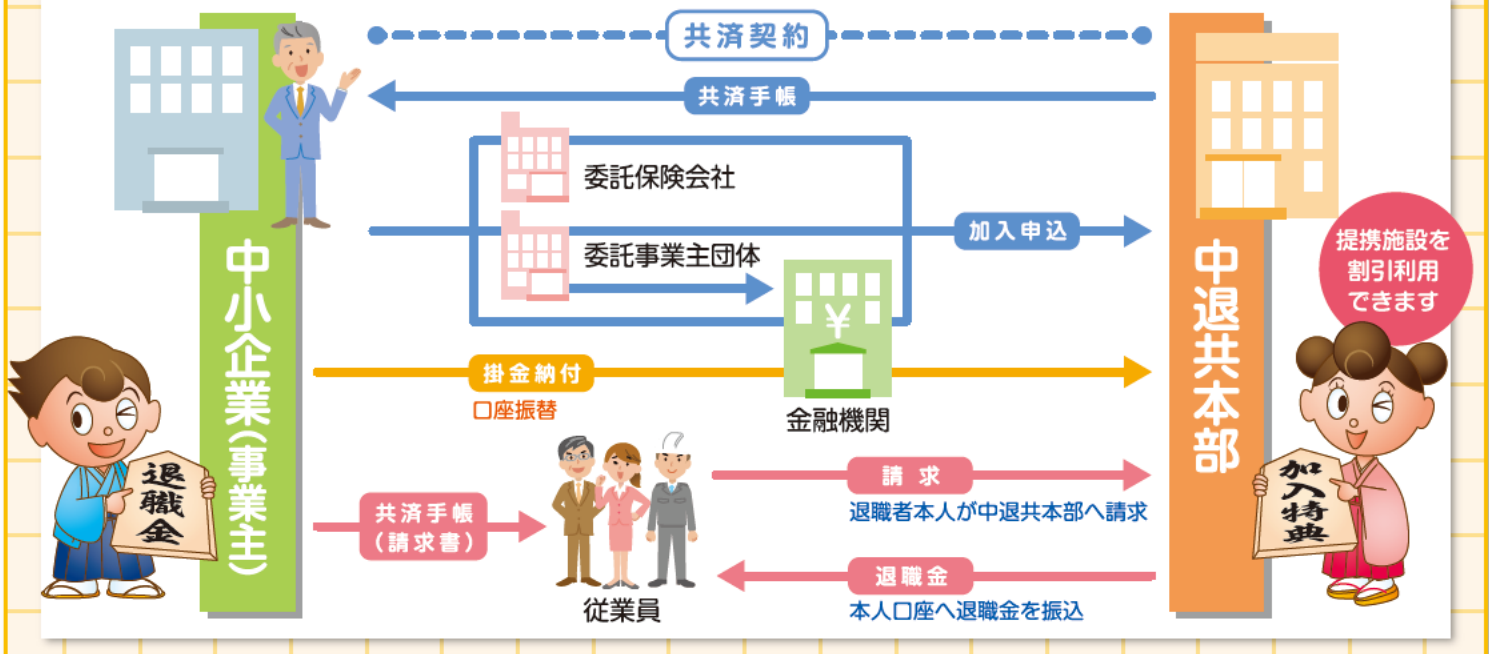 共済契約
共済手帳
委託保険会社
委託事業主団体
加入申込
中小企業(事業主)
中退共本部
提携施設を
割引利用
できます
¥
掛金納付
口座振替
金融機関
退職金
共済手帳
(請求書)
従業員
請求
退職者本人が中退共本部へ請求
退職金
本人口座へ退職金を振込
加入特典